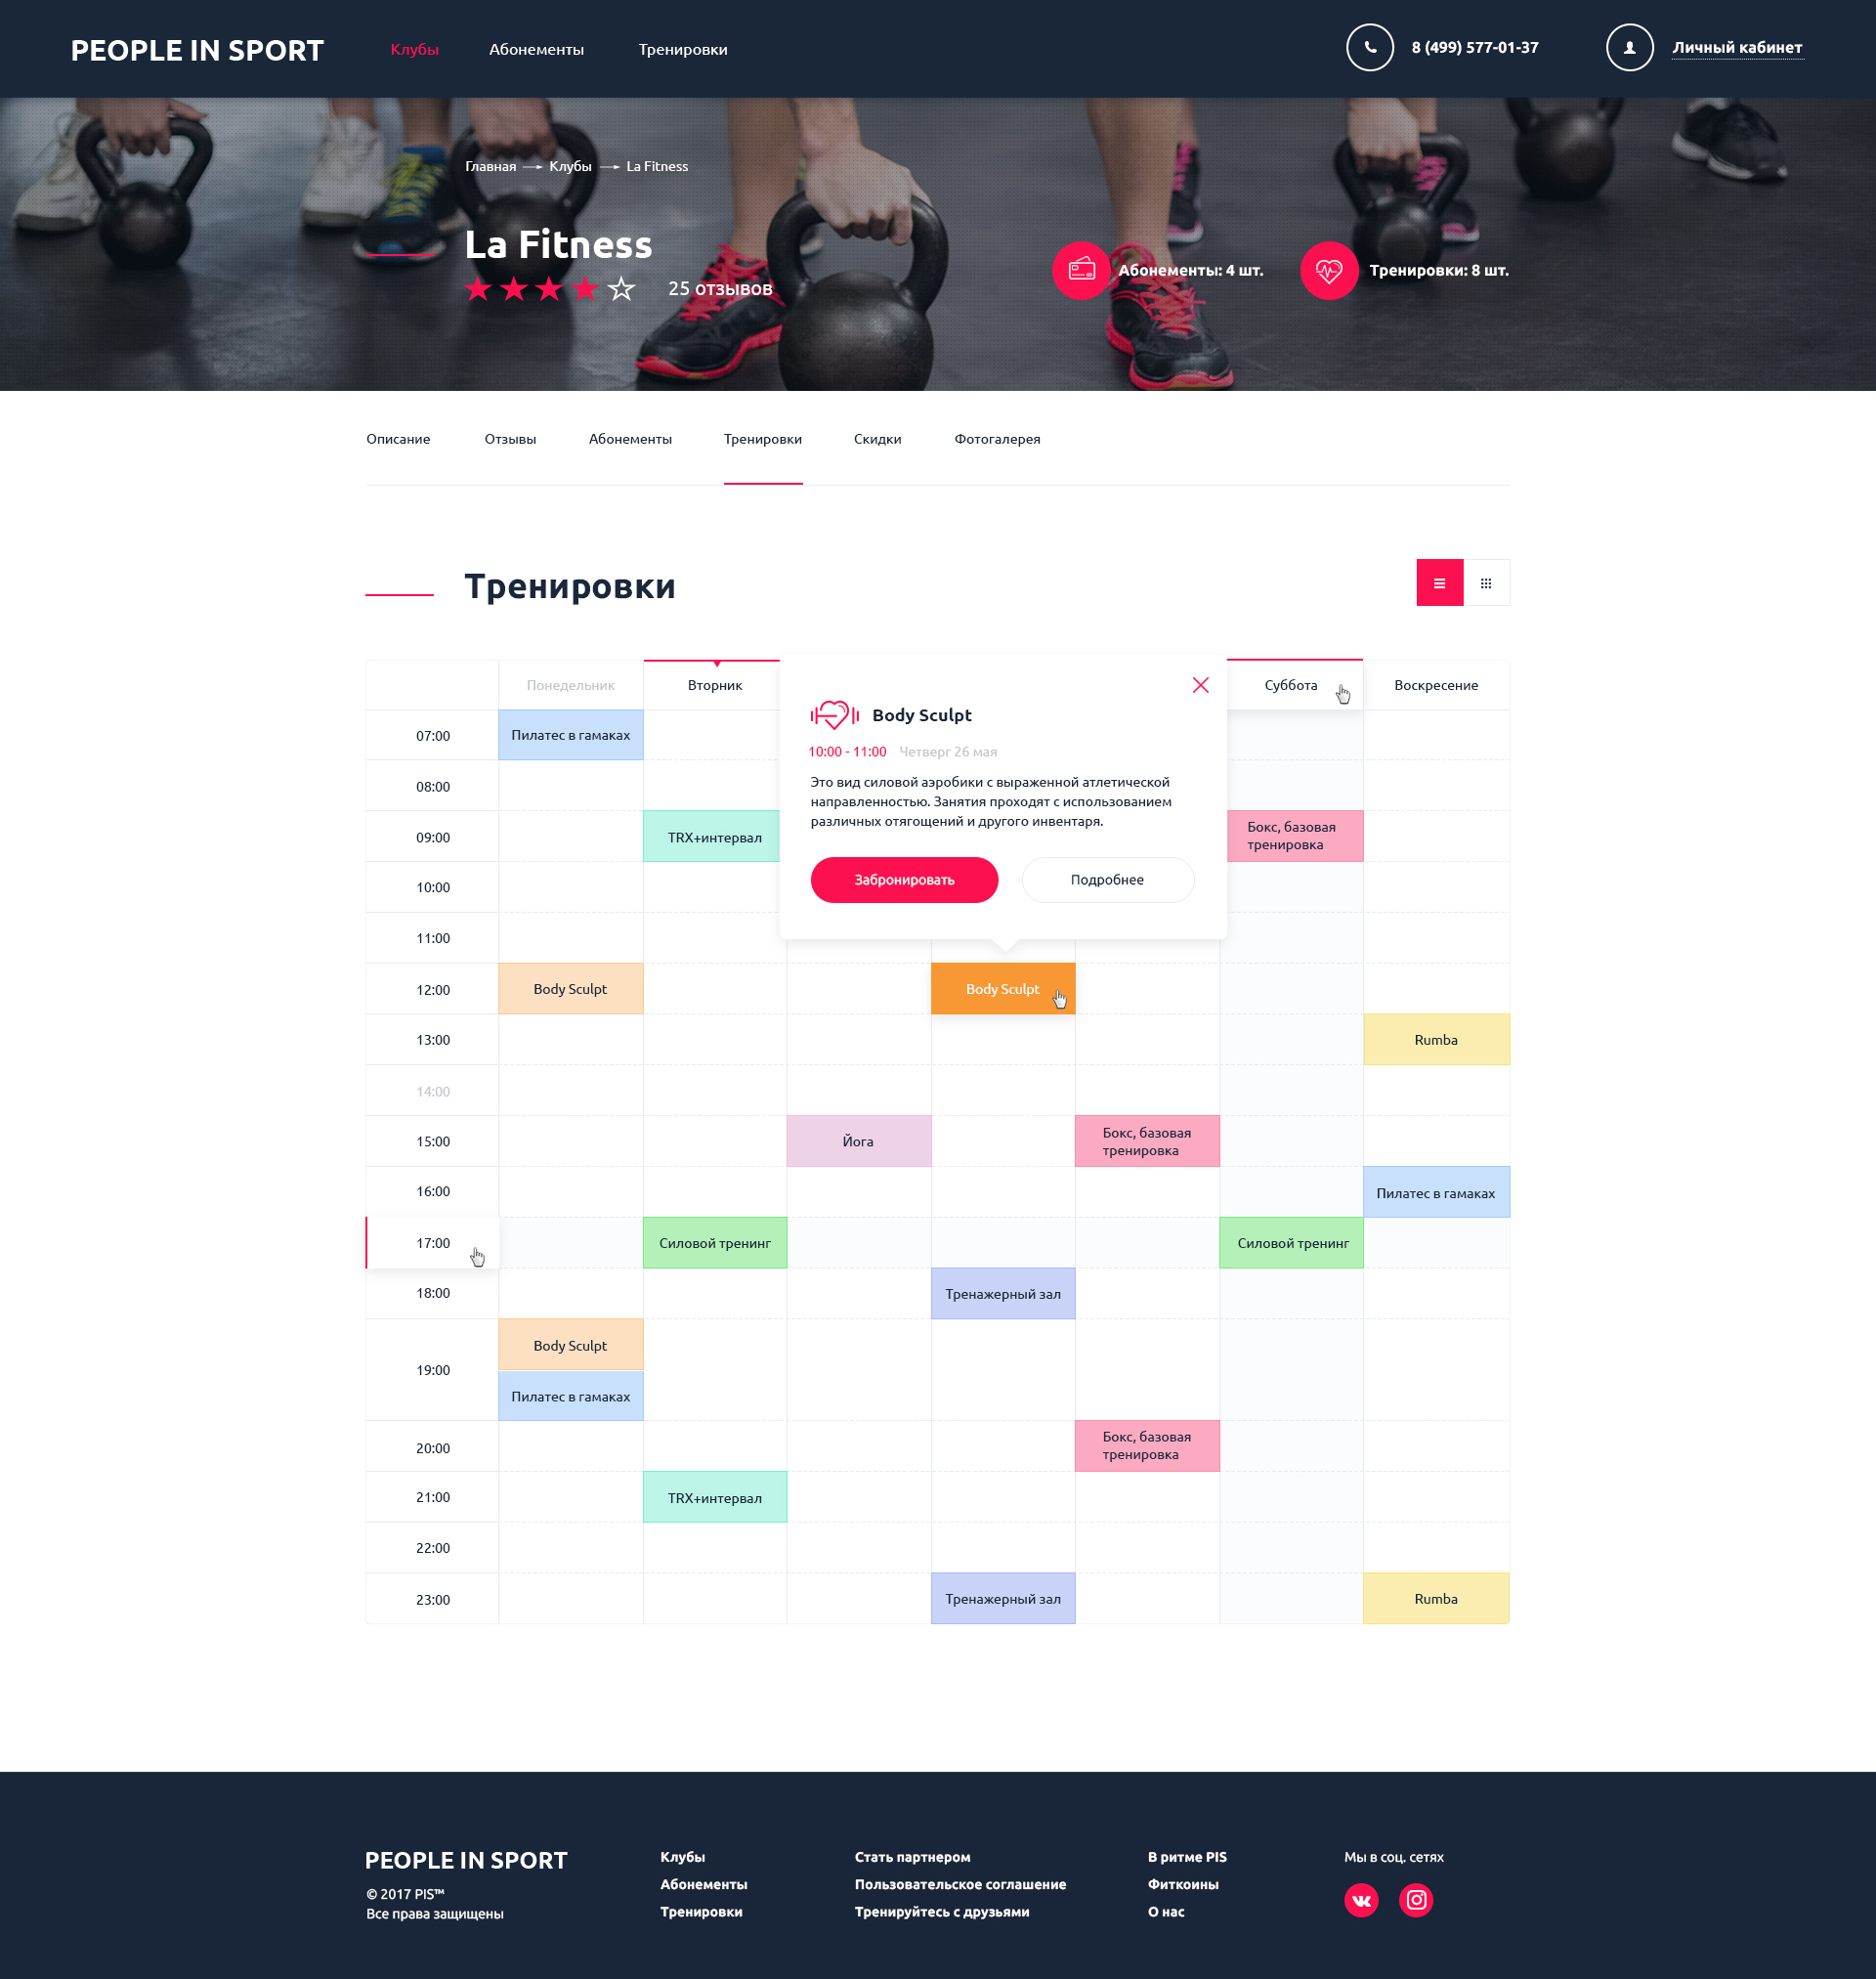 PEOPLE IN SPORT
Клубы Абонементы Тренировки
8 (499) 577-01-37
Личный кабинет
Главная Клубы La Fitness
La Fitness
25 отзывов
Абонементы: 4 шт.
Тренировки: 8 шт.
Описание Отзывы Абонементы Тренировки Скидки Фотогалерея
Тренировки
Понедельник Вторник Суббота Воскресение
Body Sculpt
10:00 - 11:00 Четверг 26 мая
Это вид силовой аэробики с выраженной атлетической
направленностью. Занятия проходят с использованием
различных отягощений и другого инвентаря.
Забронировать Подробнее
07:00 Пилатес в гамаках
08:00
09:00 TRX+интервал Бокс, базовая
тренировка
10:00
11:00
12:00 Body Sculpt Body Sculpt
13:00 Rumba
14:00
15:00 Йога Бокс, базовая
тренировка
16:00 Пилатес в гамаках
17:00 Силовой тренинг Силовой тренинг
18:00 Тренажерный зал
19:00 Body Sculpt
Пилатес в гамаках
20:00 Бокс, базовая
тренировка
21:00 TRX+интервал
22:00
23:00 Тренажерный зал Rumba
PEOPLE IN SPORT
© 2017 PIS™
Все права защищены
Клубы
Абонементы
Тренировки
Стать партнером
Пользовательское соглашение
Тренируйтесь с друзьями
В ритме PIS
Фиткоины
О нас
Мы в соц. сетях